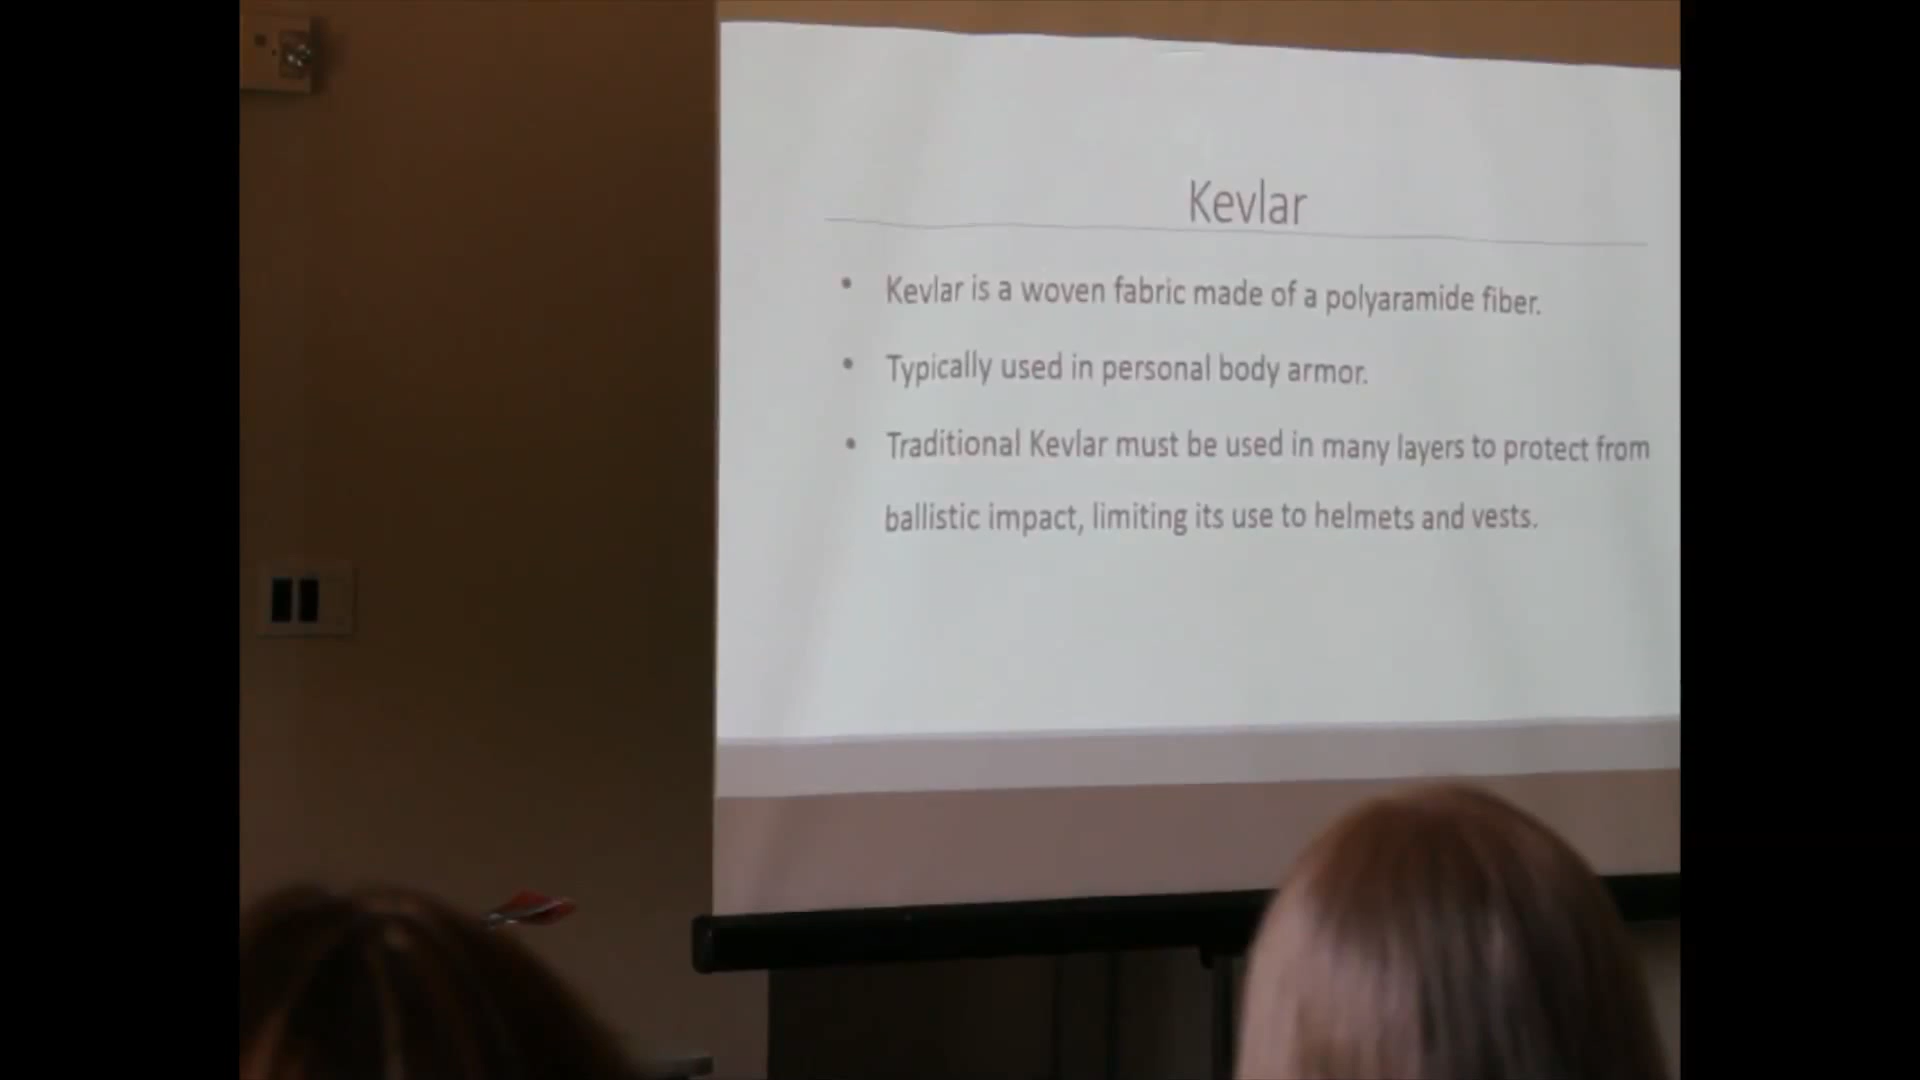 Kevlar
• Kevlar is a woven fabric made of a polyaramide fiber.
• Typically used in personal body armor.
• Traditional Kevlar must be used in many layers to protect from
ballistic impact, limiting its use to helmets and vests.